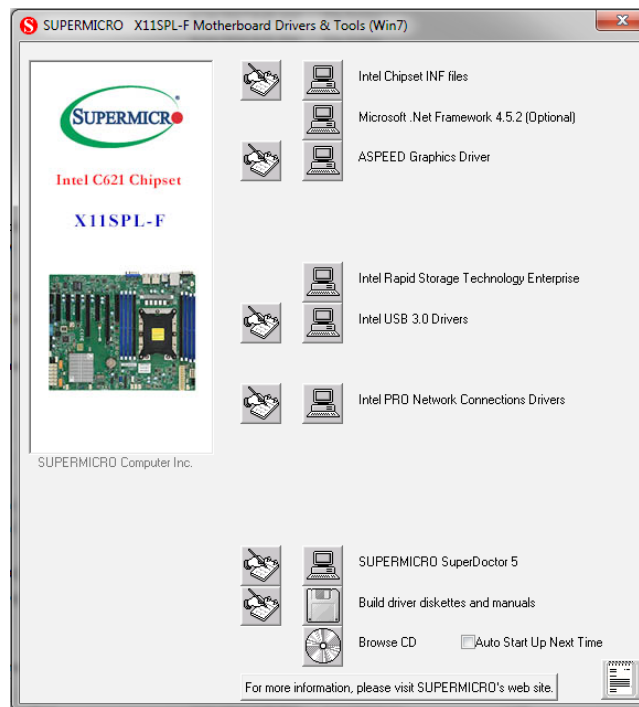 SUPERMICRO X11SPL-F Motherboard Drivers & Tools (Win7)
Intel Chipset INF files
Microsoft .Net Framework 4.5.2 (Optional)
SUPERMICR
ASPEED Graphics Driver
Intel C621 Chipset
X11SPL-F
Intel Rapid Storage Technology Enterprise
Intel USB 3.0 Drivers
Intel PRO Network Connections Drivers
SUPERMICRO Computer Inc.
SUPERMICRO SuperDoctor 5
Build driver diskettes and manuals
Browse CD Auto Start Up Next Time
For more information, please visit SUPERMICRO's web site.